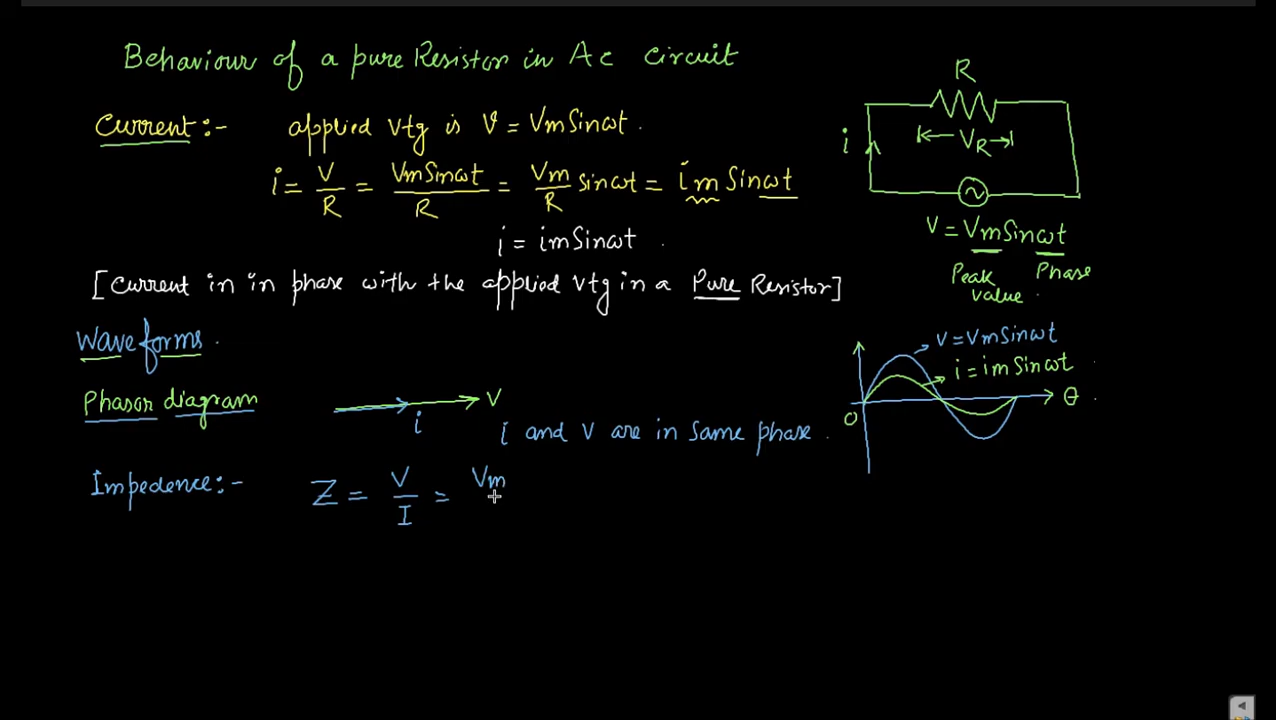 Behaviour of a pure Resistor in Ac circuit
R
Current:- applied Vtg is V = VmSinωt.
i
← VR →
i = V/R = VmSinωt/R = Vm/R sinωt = im Sinωt
V = VmSinωt
i = imSinωt.
Peak value. Phase
[Current in in phase with the applied Vtg in a Pure Resistor]
Waveforms.
V = VmSinωt
i = imSinωt
θ
0
Phasor diagram
V
i
i and V are in same phase.
Impedence:- Z = V/I = Vm